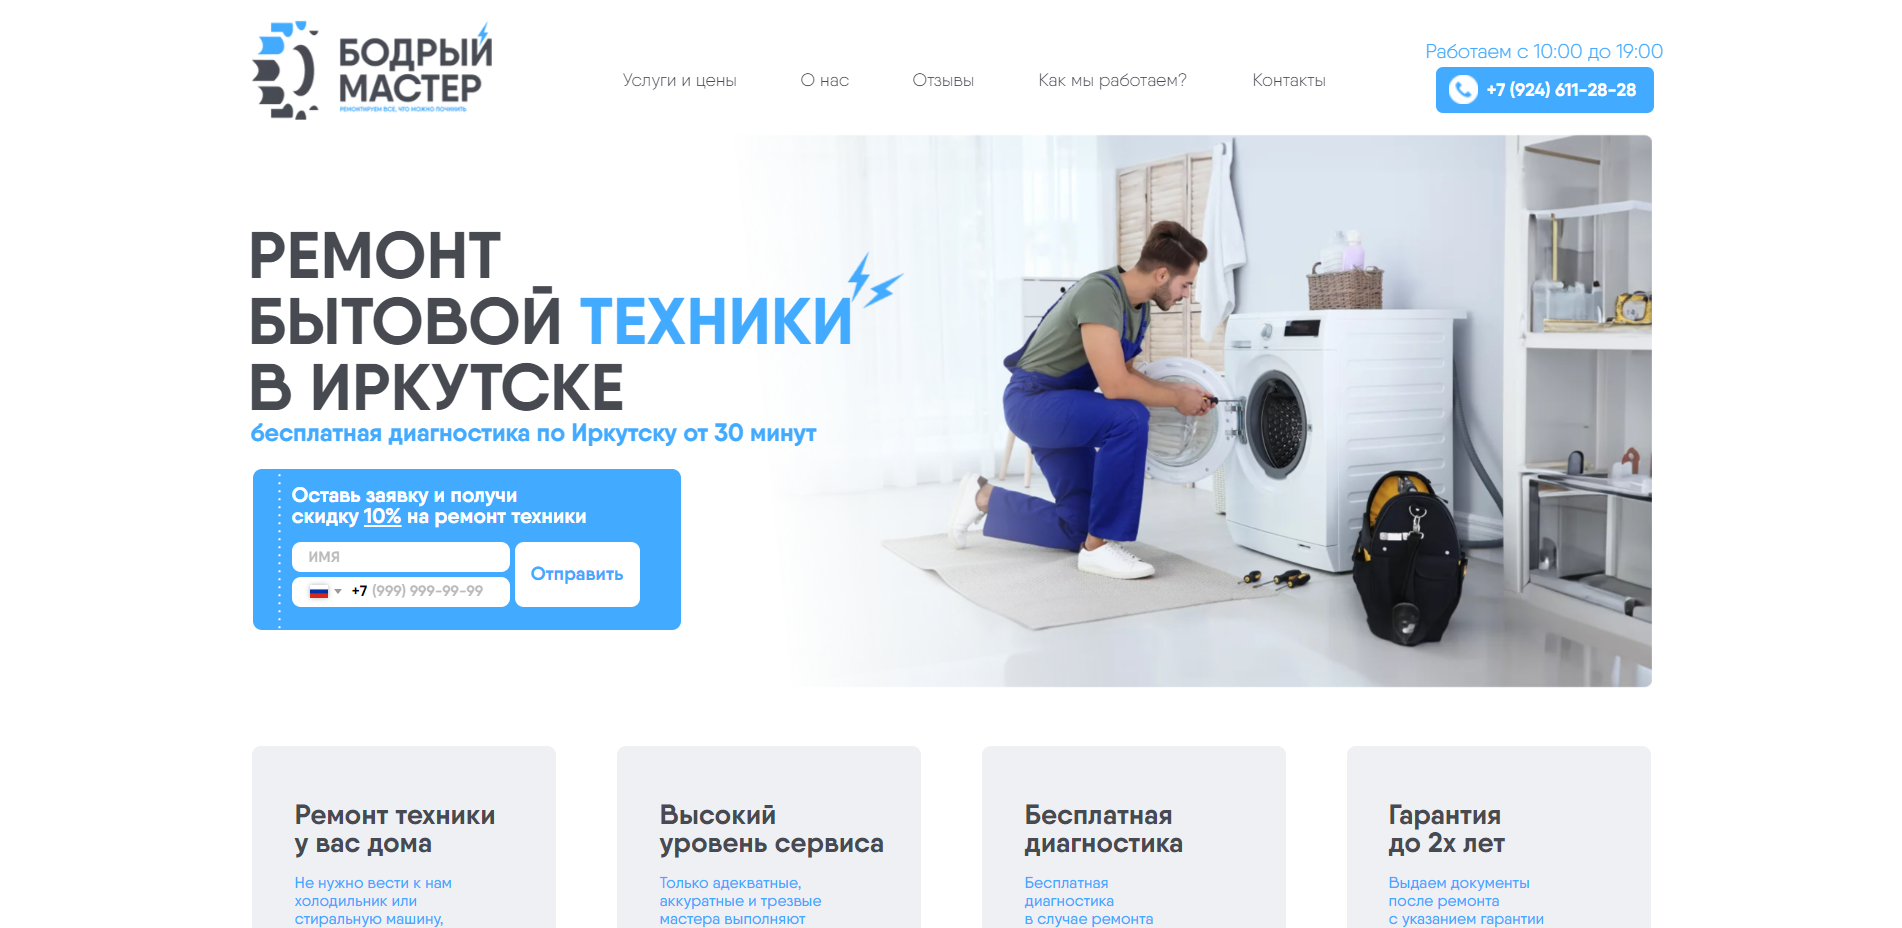 БОДРЫЙ
МАСТЕР
РЕМОНТИРУЕМ ВСЕ, ЧТО МОЖНО ПОЧИНИТЬ
Услуги и цены
О нас
Отзывы
Как мы работаем?
Контакты
Работаем с 10:00 до 19:00
+7 (924) 611-28-28
РЕМОНТ
БЫТОВОЙ ТЕХНИКИ
В ИРКУТСКЕ
бесплатная диагностика по Иркутску от 30 минут
Оставь заявку и получи
скидку 10% на ремонт техники
ИМЯ
+7 (999) 999-99-99
Отправить
Ремонт техники
у вас дома
Не нужно вести к нам
холодильник или
стиральную машину,
Высокий
уровень сервиса
Только адекватные,
аккуратные и трезвые
мастера выполняют
Бесплатная
диагностика
Бесплатная
диагностика
в случае ремонта
Гарантия
до 2х лет
Выдаем документы
после ремонта
с указанием гарантии